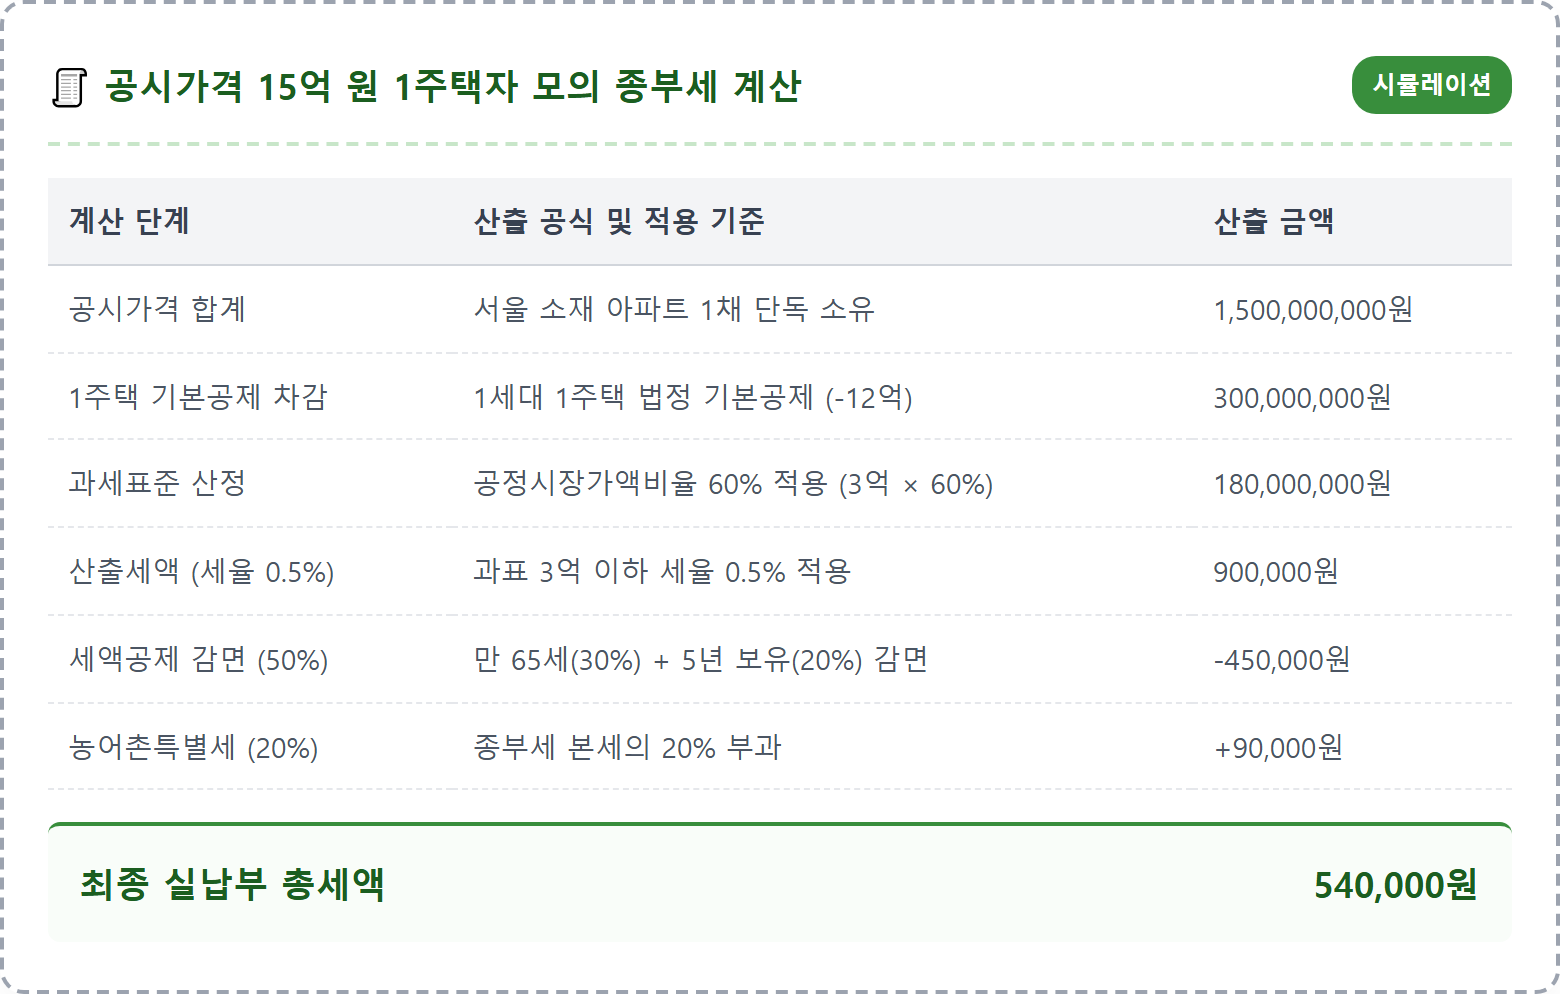 공시가격 15억 원 1주택자 모의 종부세 계산
시뮬레이션
계산 단계 산출 공식 및 적용 기준 산출 금액
공시가격 합계 서울 소재 아파트 1채 단독 소유 1,500,000,000원
1주택 기본공제 차감 1세대 1주택 법정 기본공제 (-12억) 300,000,000원
과세표준 산정 공정시장가액비율 60% 적용 (3억 × 60%) 180,000,000원
산출세액 (세율 0.5%) 과표 3억 이하 세율 0.5% 적용 900,000원
세액공제 감면 (50%) 만 65세(30%) + 5년 보유(20%) 감면 -450,000원
농어촌특별세 (20%) 종부세 본세의 20% 부과 +90,000원
최종 실납부 총세액 540,000원